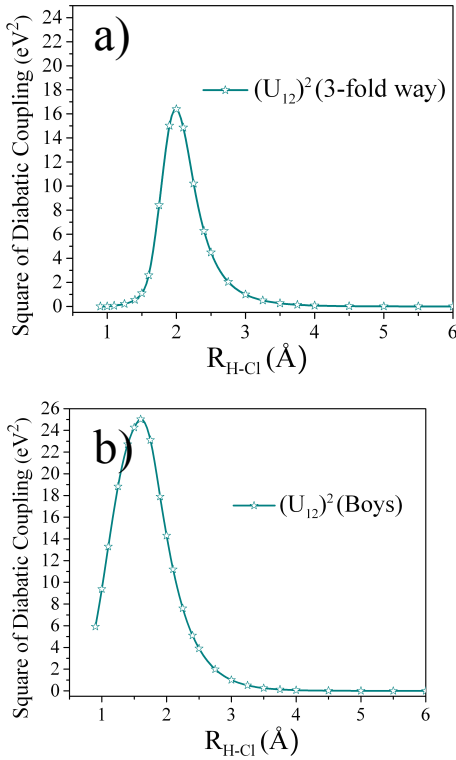 a)
Square of Diabatic Coupling (eV²)
24
22
20
18
16
14
12
10
8
6
4
2
0
(U₁₂)² (3-fold way)
1 2 3 4 5 6
R_H-Cl (Å)
b)
Square of Diabatic Coupling (eV²)
26
24
22
20
18
16
14
12
10
8
6
4
2
0
(U₁₂)² (Boys)
1 2 3 4 5 6
R_H-Cl (Å)